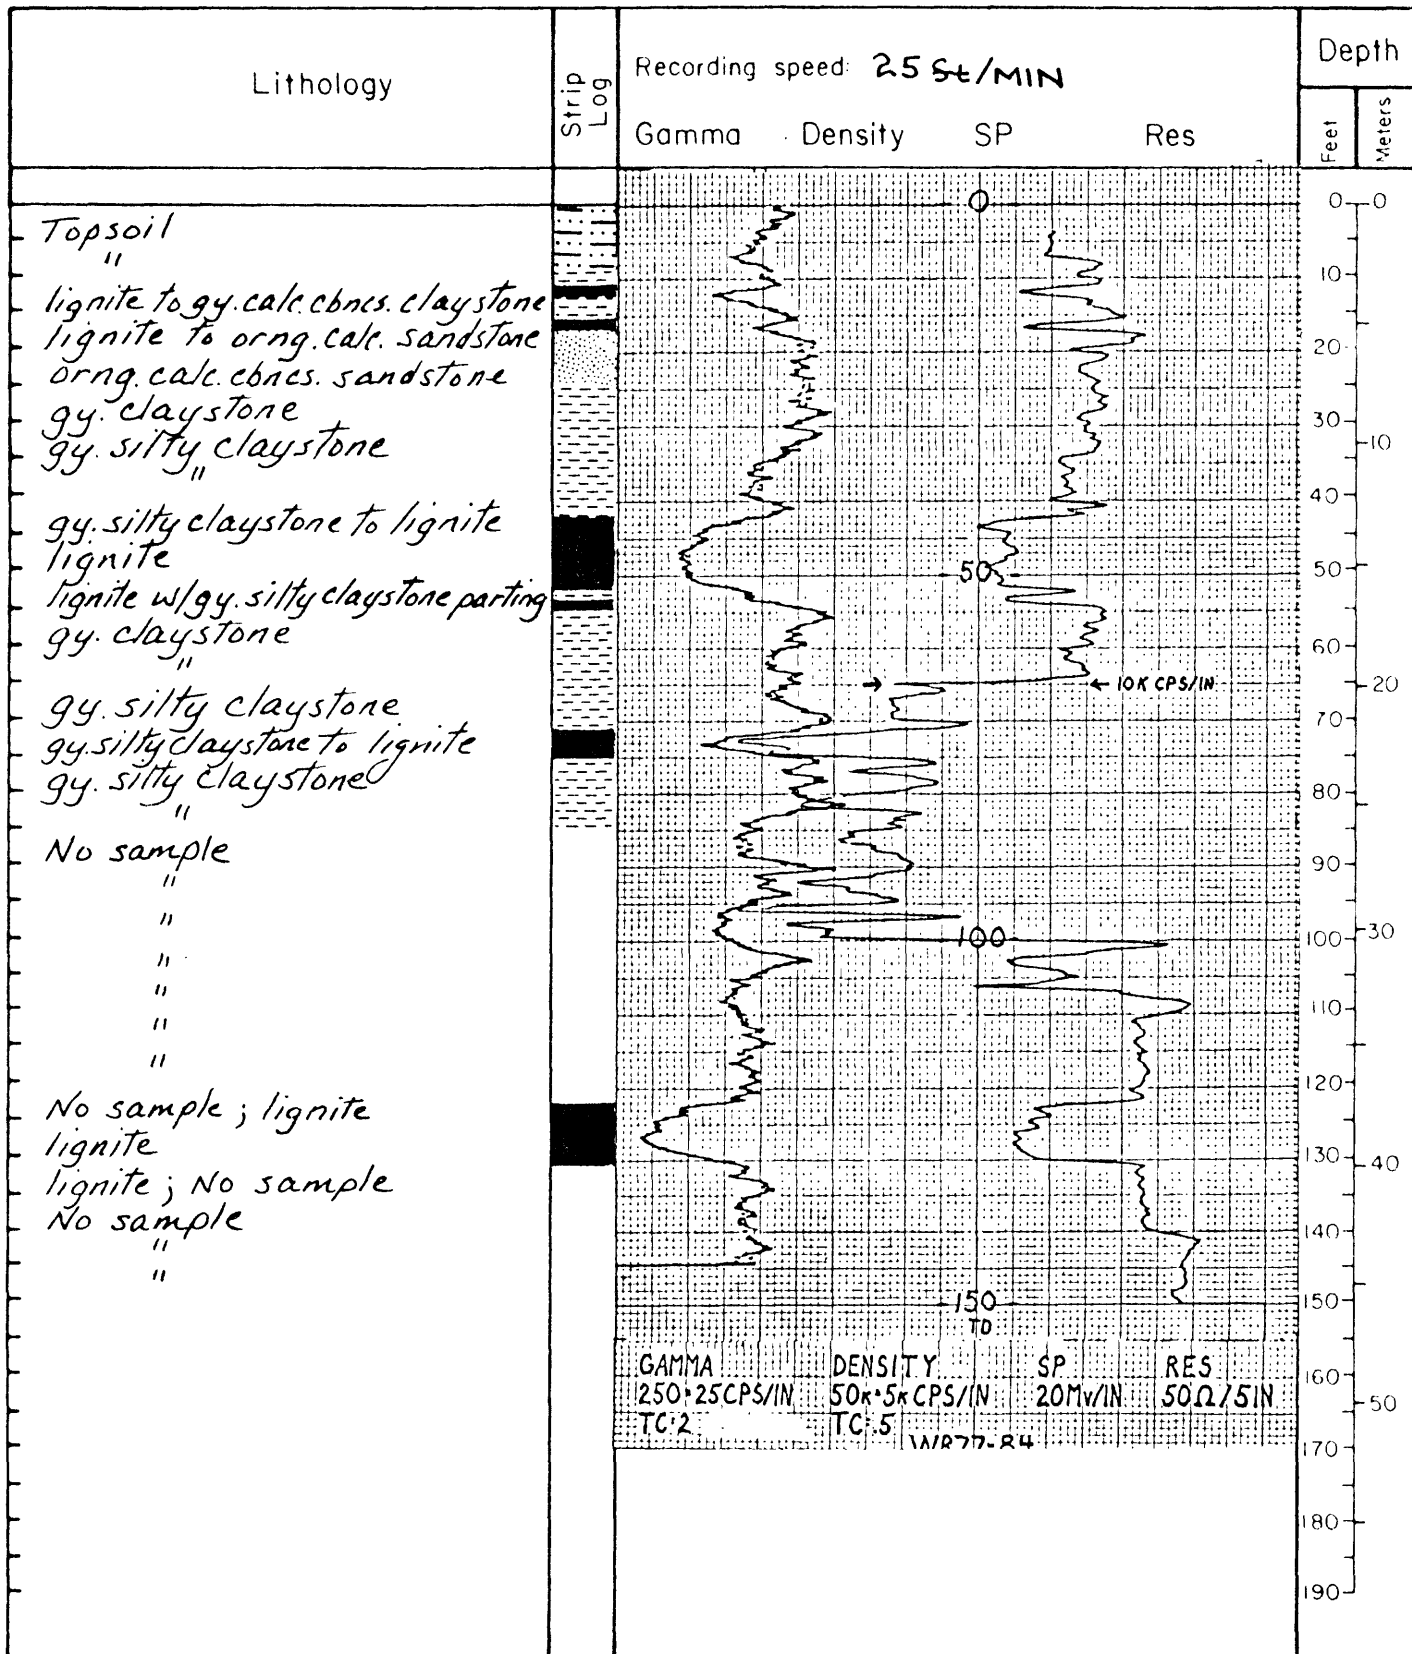 Lithology
Strip Log
Recording speed: 25 ft/MIN
Gamma Density SP Res
Depth
Feet
Meters
Topsoil
"
lignite to gy. calc. cbncs. claystone
lignite to orng. calc. sandstone
orng. calc. cbncs. sandstone
gy. claystone
gy. silty claystone
"
gy. silty claystone to lignite
lignite
lignite w/gy. silty claystone parting
gy. claystone
"
gy. silty claystone
gy. silty claystone to lignite
gy. silty claystone
"
No sample
"
"
"
"
"
"
No sample ; lignite
lignite
lignite ; No sample
No sample
"
"
0
50
10K CPS/IN
100
150
TD
GAMMA DENSITY SP RES
250·25CPS/IN 50K·5K CPS/IN 20Mv/IN 50Ω/5IN
TC·2 TC·.5
WR77-84
0 0
10
20
30
10
40
50
60
20
70
80
90
100 30
110
120
130
40
140
150
160
50
170
180
190